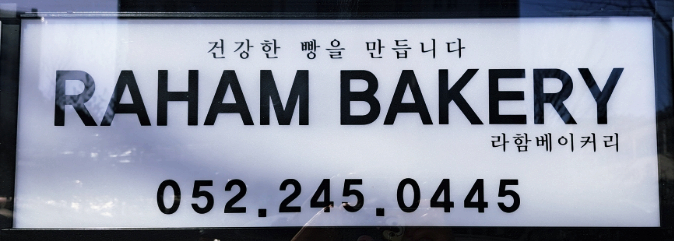 건강한 빵을 만듭니다
RAHAM BAKERY
라함베이커리
052.245.0445